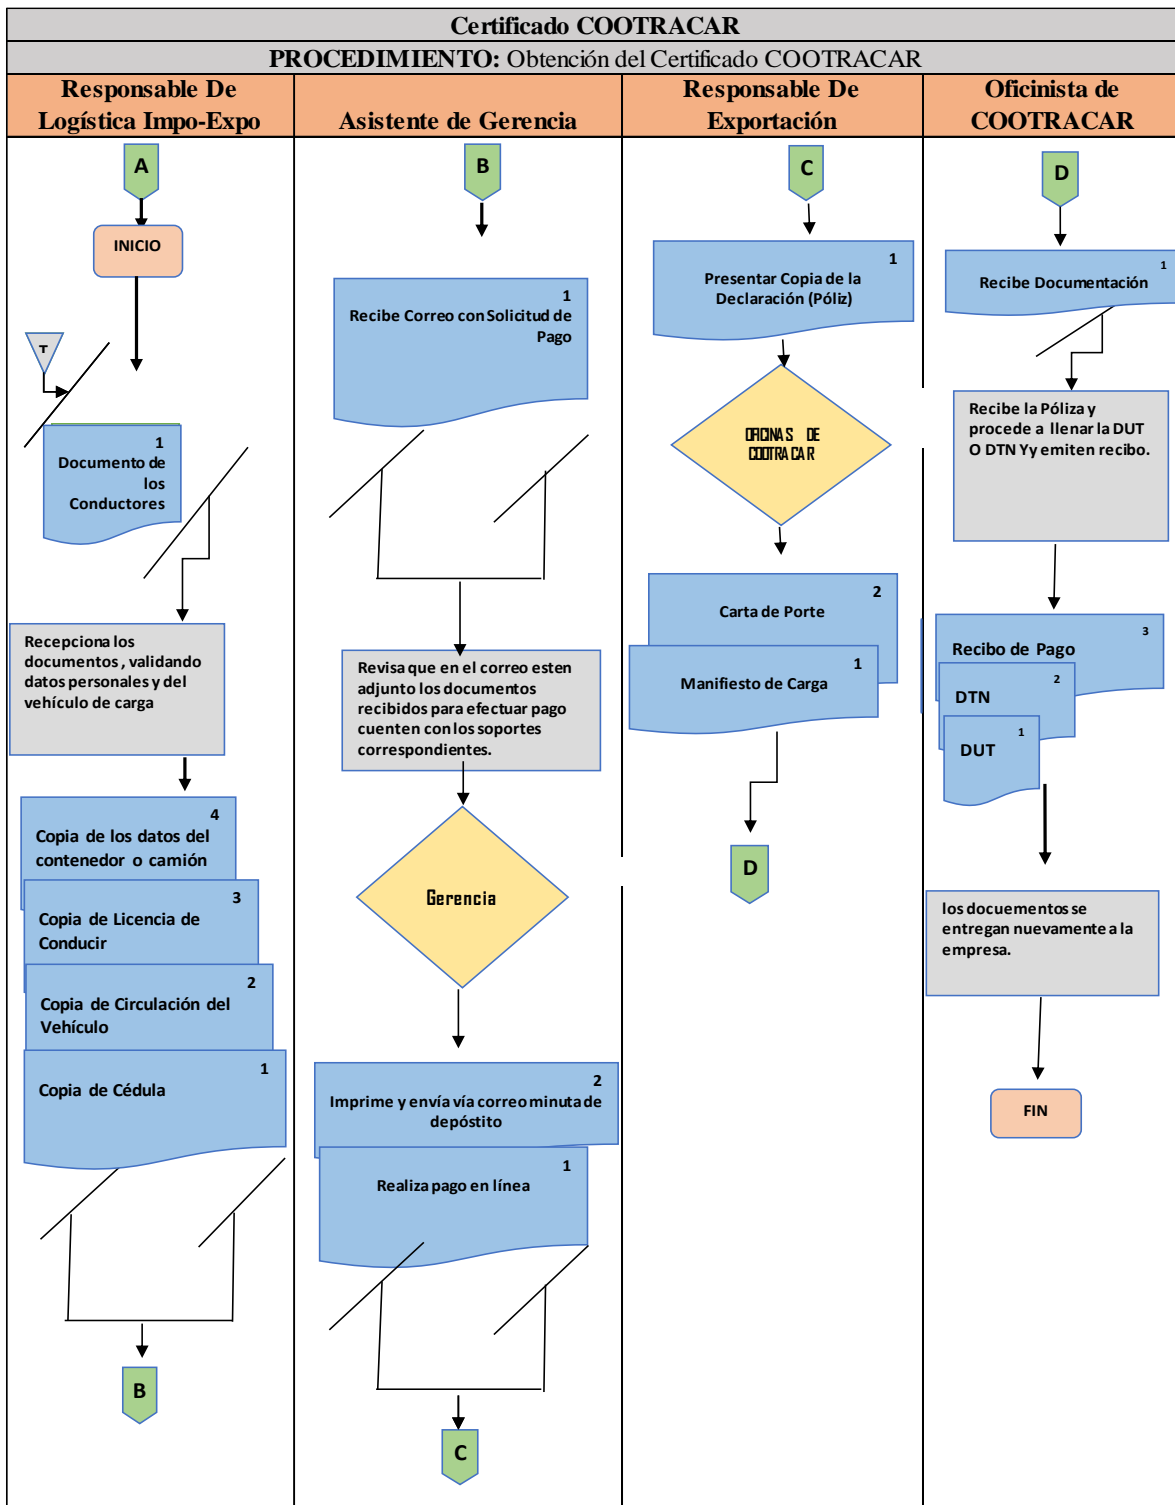 Certificado COOTRACAR
PROCEDIMIENTO: Obtención del Certificado COOTRACAR
Responsable De
Logística Impo-Expo
Asistente de Gerencia
Responsable De
Exportación
Oficinista de
COOTRACAR
A
INICIO
T
1
Documento de
los
Conductores
Recepciona los
documentos , validando
datos personales y del
vehículo de carga
4
Copia de los datos del
contenedor o camión
3
Copia de Licencia de
Conducir
2
Copia de Circulación del
Vehículo
1
Copia de Cédula
B
B
1
Recibe Correo con Solicitud de
Pago
Revisa que en el correo esten
adjunto los documentos
recibidos para efectuar pago
cuenten con los soportes
correspondientes.
Gerencia
2
Imprime y envía vía correo minuta de
depóstito
1
Realiza pago en línea
C
C
1
Presentar Copia de la
Declaración (Póliz)
OFICINAS DE
COOTRACAR
2
Carta de Porte
1
Manifiesto de Carga
D
D
1
Recibe Documentación
Recibe la Póliza y
procede a llenar la DUT
O DTN Yy emiten recibo.
3
Recibo de Pago
2
DTN
1
DUT
los docuementos se
entregan nuevamente a la
empresa.
FIN